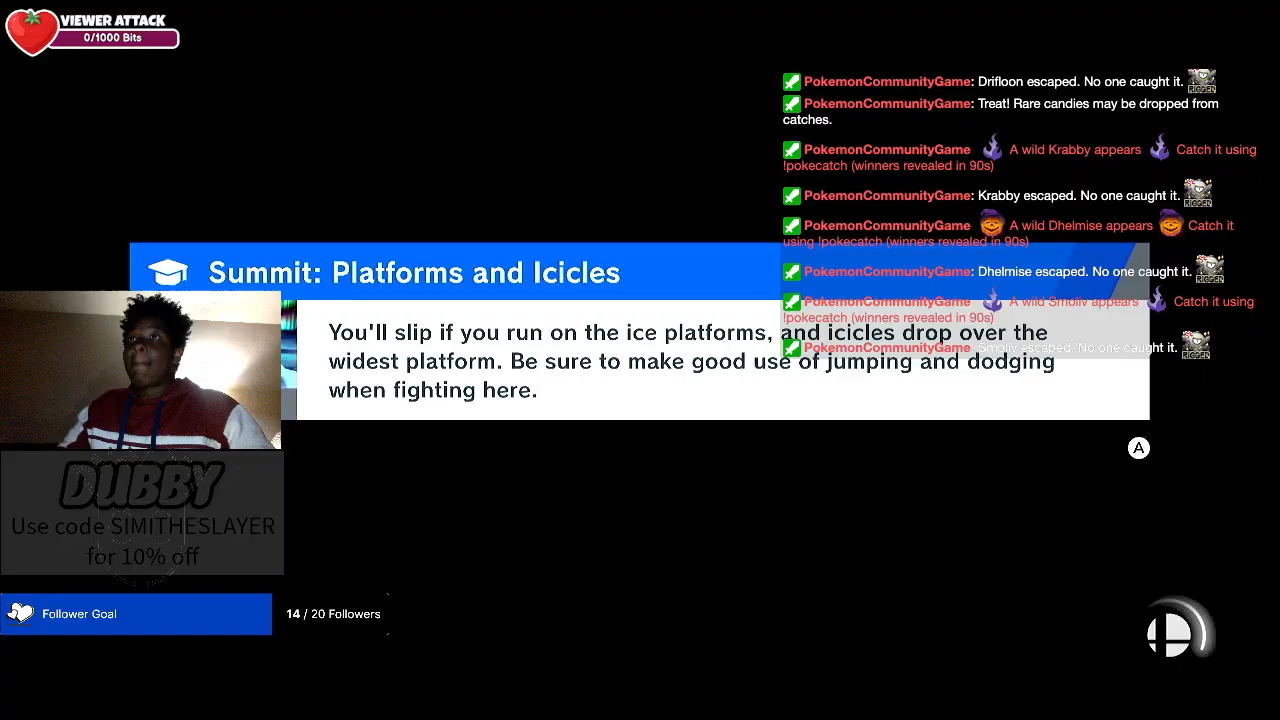 VIEWER ATTACK
0/1000 Bits
PokemonCommunityGame: Drifloon escaped. No one caught it.
RIGGED
PokemonCommunityGame: Treat! Rare candies may be dropped from
catches.
PokemonCommunityGame A wild Krabby appears Catch it using
!pokecatch (winners revealed in 90s)
PokemonCommunityGame: Krabby escaped. No one caught it.
RIGGED
PokemonCommunityGame A wild Dhelmise appears Catch it
using !pokecatch (winners revealed in 90s)
PokemonCommunityGame: Dhelmise escaped. No one caught it.
RIGGED
PokemonCommunityGame A wild Smoliv appears Catch it using
!pokecatch (winners revealed in 90s)
PokemonCommunityGame: Smoliv escaped. No one caught it.
RIGGED
Summit: Platforms and Icicles
You'll slip if you run on the ice platforms, and icicles drop over the
widest platform. Be sure to make good use of jumping and dodging
when fighting here.
A
DUBBY
Use code SIMITHESLAYER
for 10% off
Follower Goal
14 / 20 Followers